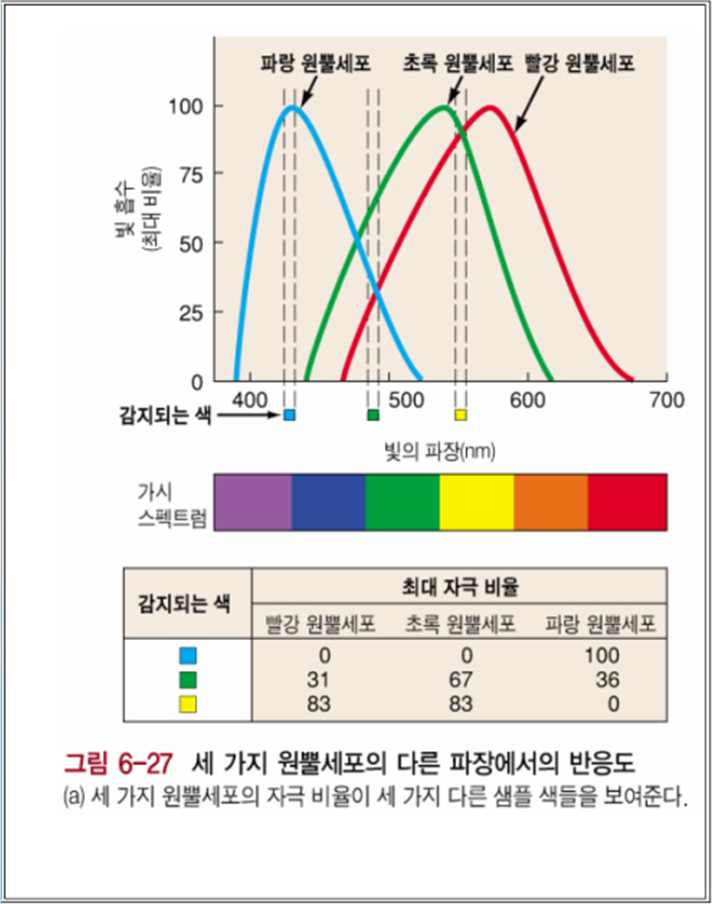 파랑 원뿔세포
초록 원뿔세포
빨강 원뿔세포
빛 흡수
(최대 비율)
100
75
50
25
0
400
500
600
700
감지되는 색
빛의 파장(nm)
가시
스펙트럼
감지되는 색
최대 자극 비율
빨강 원뿔세포 초록 원뿔세포 파랑 원뿔세포
0 0 100
31 67 36
83 83 0
그림 6-27 세 가지 원뿔세포의 다른 파장에서의 반응도
(a) 세 가지 원뿔세포의 자극 비율이 세 가지 다른 샘플 색들을 보여준다.